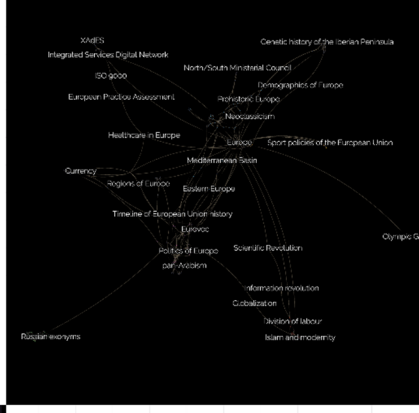 XAdES
Genetic history of the Iberian Peninsula
Integrated Services Digital Network
North/South Ministerial Council
ISO 9000
Demographics of Europe
European Practice Assessment
Prehistoric Europe
Neoclassicism
Healthcare in Europe
Europe
Sport policies of the European Union
Mediterranean Basin
Currency
Regions of Europe
Eastern Europe
Timeline of European Union history
Eurovoc
Olympic G
Scientific Revolution
Politics of Europe
pan-Arabism
Information revolution
Globalization
Division of labour
Russian exonyms
Islam and modernity